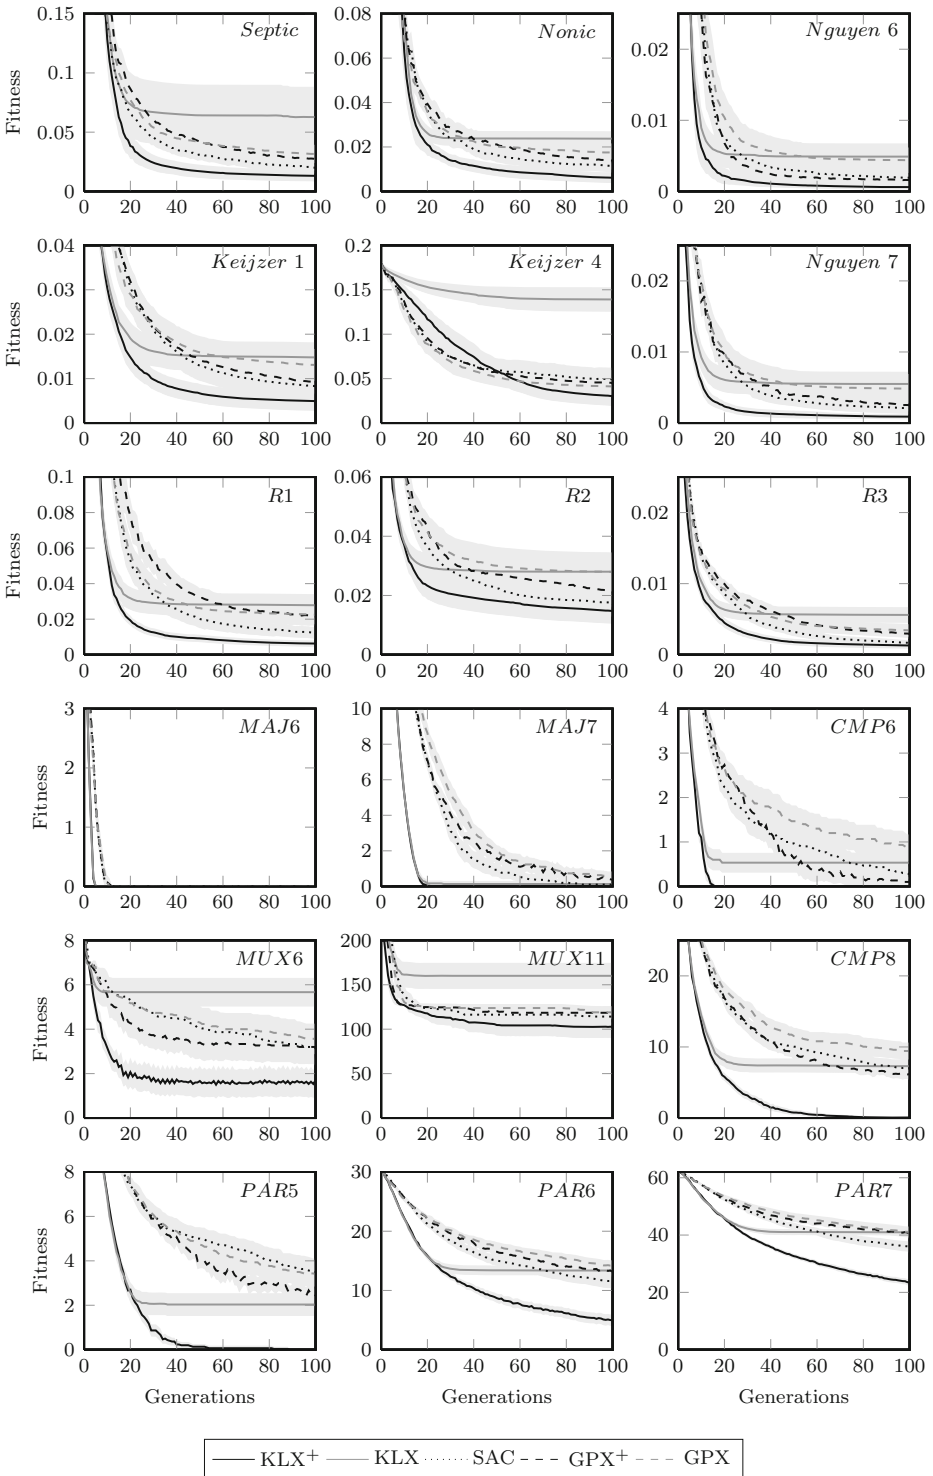 Septic
Nonic
Nguyen 6
Fitness
0.15
0.1
0.05
0
0 20 40 60 80 100
0.08
0.06
0.04
0.02
0
0 20 40 60 80 100
0.02
0.01
0
0 20 40 60 80 100
Keijzer 1
Keijzer 4
Nguyen 7
Fitness
0.04
0.03
0.02
0.01
0
0 20 40 60 80 100
0.2
0.15
0.1
0.05
0
0 20 40 60 80 100
0.02
0.01
0
0 20 40 60 80 100
R1
R2
R3
Fitness
0.1
0.08
0.06
0.04
0.02
0
0 20 40 60 80 100
0.06
0.04
0.02
0
0 20 40 60 80 100
0.02
0.01
0
0 20 40 60 80 100
MAJ6
MAJ7
CMP6
Fitness
3
2
1
0
0 20 40 60 80 100
10
8
6
4
2
0
0 20 40 60 80 100
4
3
2
1
0
0 20 40 60 80 100
MUX6
MUX11
CMP8
Fitness
8
6
4
2
0
0 20 40 60 80 100
200
150
100
50
0
0 20 40 60 80 100
20
10
0
0 20 40 60 80 100
PAR5
PAR6
PAR7
Fitness
8
6
4
2
0
0 20 40 60 80 100
30
20
10
0
0 20 40 60 80 100
60
40
20
0 20 40 60 80 100
Generations
Generations
Generations
KLX+ KLX SAC GPX+ GPX